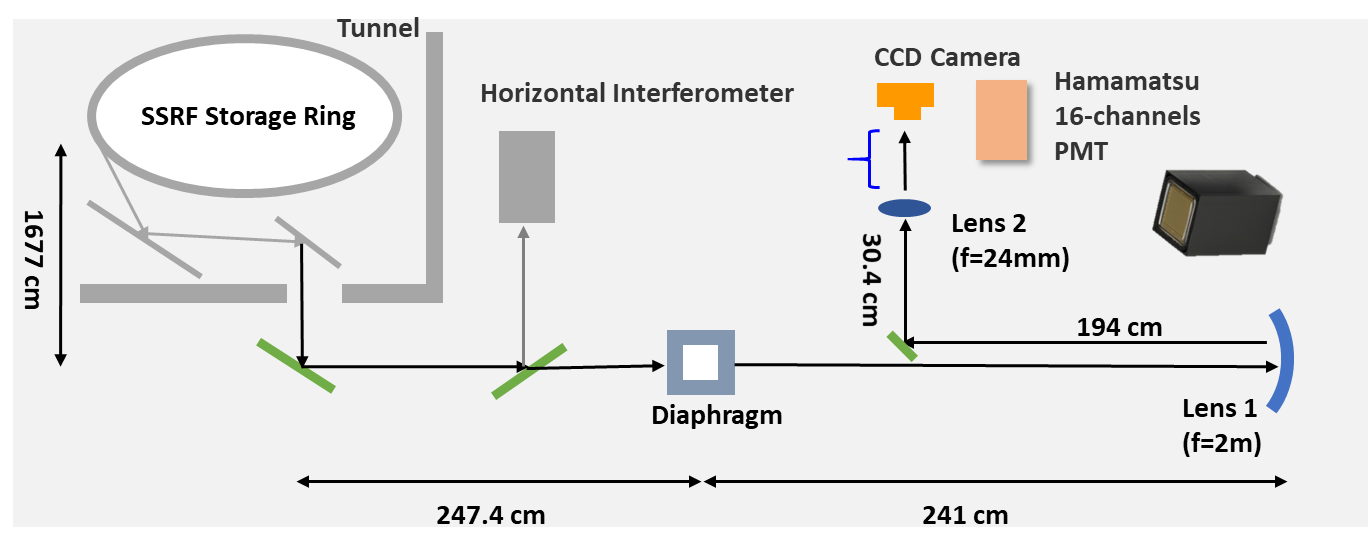 Tunnel
SSRF Storage Ring
1677 cm
Horizontal Interferometer
CCD Camera
Hamamatsu
16-channels
PMT
Lens 2
(f=24mm)
30.4 cm
194 cm
Diaphragm
Lens 1
(f=2m)
247.4 cm
241 cm